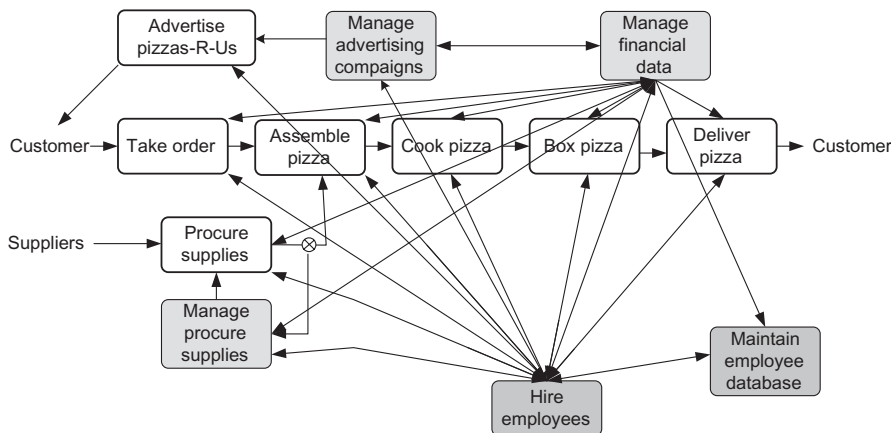 Advertise
pizzas-R-Us
Manage
advertising
compaigns
Manage
financial
data
Customer
Take order
Assemble
pizza
Cook pizza
Box pizza
Deliver
pizza
Customer
Suppliers
Procure
supplies
Manage
procure
supplies
Hire
employees
Maintain
employee
database